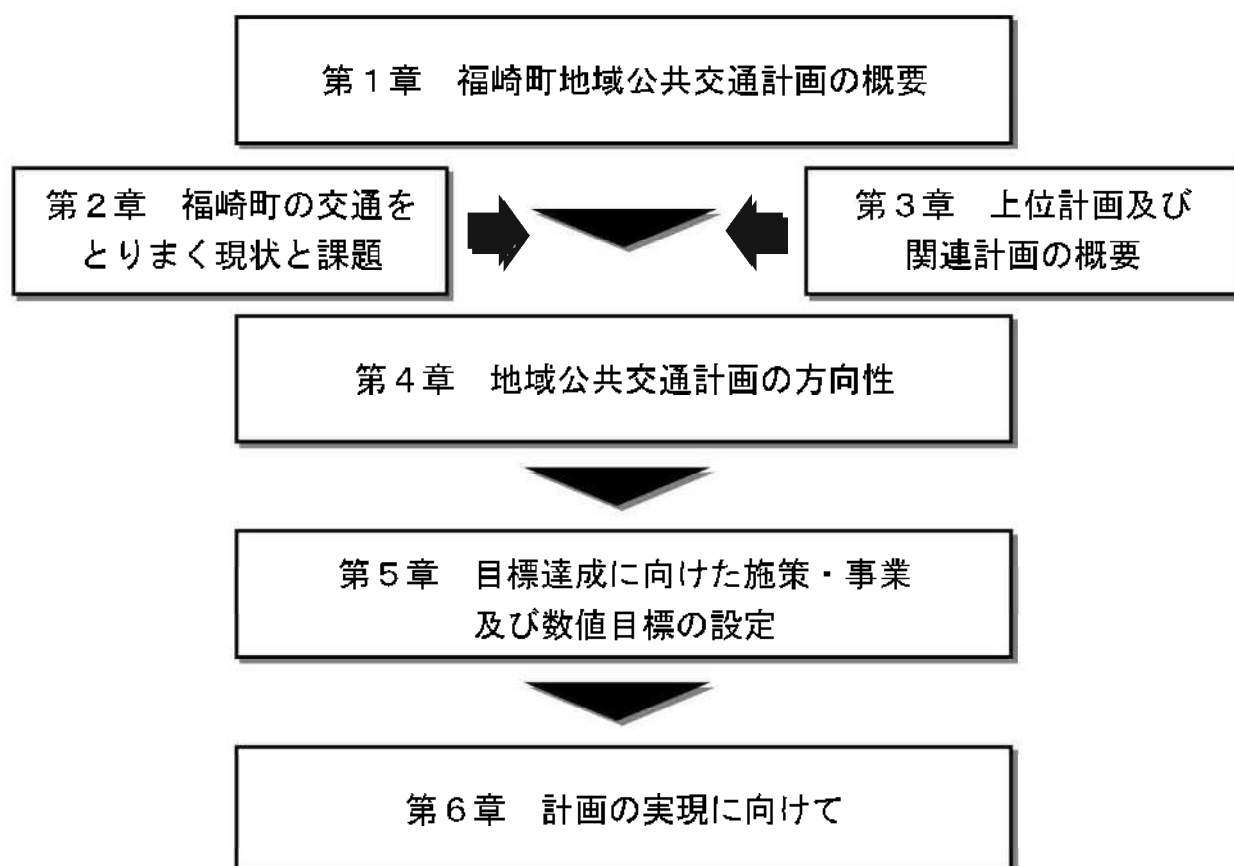 第１章　福崎町地域公共交通計画の概要
第２章　福崎町の交通を
とりまく現状と課題
第３章　上位計画及び
関連計画の概要
第４章　地域公共交通計画の方向性
第５章　目標達成に向けた施策・事業
及び数値目標の設定
第６章　計画の実現に向けて